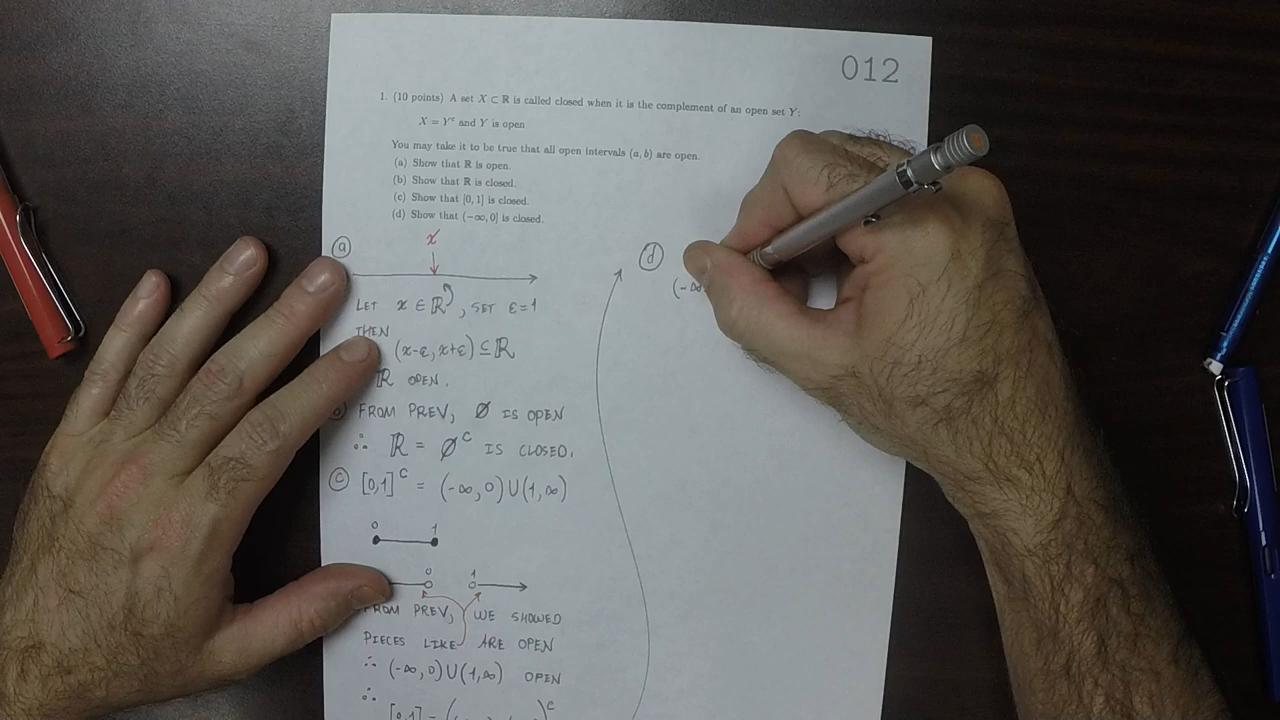 012
1. (10 points) A set X ⊂ ℝ is called closed when it is the complement of an open set Y:
X = Yᶜ and Y is open
You may take it to be true that all open intervals (a, b) are open.
(a) Show that ℝ is open.
(b) Show that ℝ is closed.
(c) Show that [0, 1] is closed.
(d) Show that (−∞, 0] is closed.
ⓐ
x
LET x ∈ ℝ, SET ε=1
THEN
(x-ε, x+ε) ⊆ ℝ
ℝ OPEN.
FROM PREV, Ø IS OPEN
∴ ℝ = Øᶜ IS CLOSED.
ⓒ [0,1]ᶜ = (-∞,0)∪(1,∞)
0 1
0 1
FROM PREV, WE SHOWED
PIECES LIKE ARE OPEN
∴ (-∞,0)∪(1,∞) OPEN
∴
ⓓ
(-∞